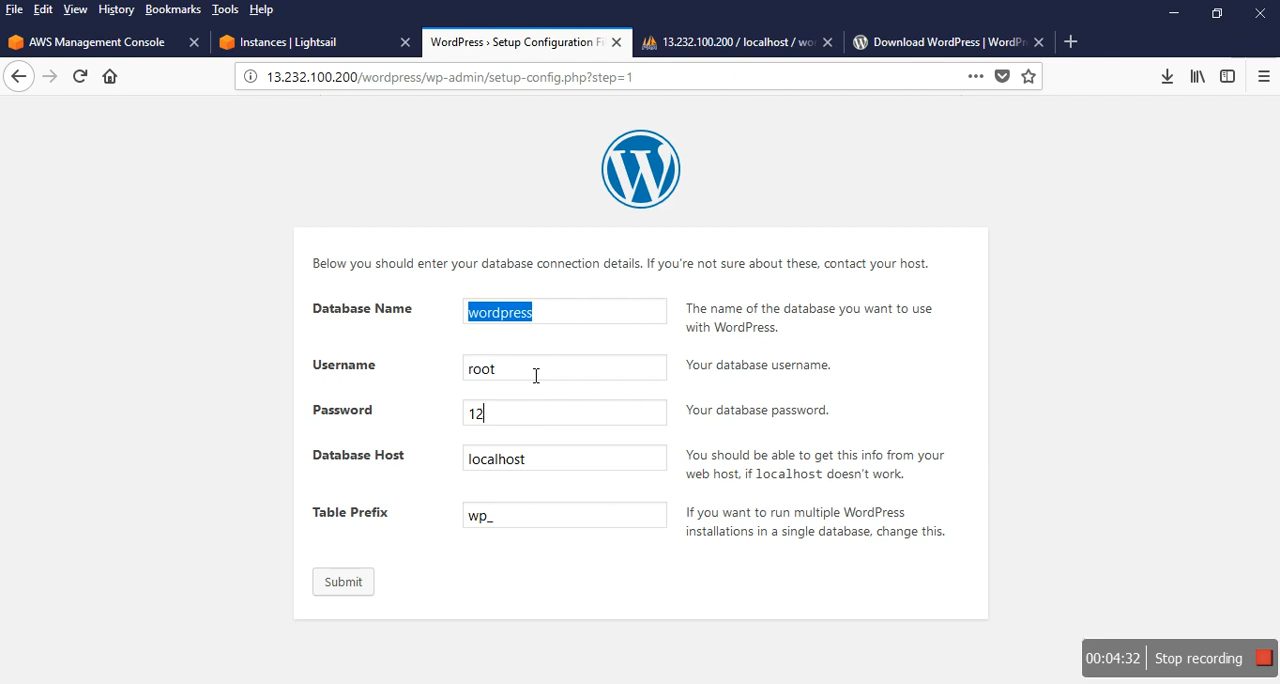 File Edit View History Bookmarks Tools Help
AWS Management Console
Instances | Lightsail
WordPress › Setup Configuration Fi
13.232.100.200 / localhost / wo
Download WordPress | WordPr
13.232.100.200/wordpress/wp-admin/setup-config.php?step=1
Below you should enter your database connection details. If you're not sure about these, contact your host.
Database Name
wordpress
The name of the database you want to use
with WordPress.
Username
root
Your database username.
Password
12
Your database password.
Database Host
localhost
You should be able to get this info from your
web host, if localhost doesn't work.
Table Prefix
wp_
If you want to run multiple WordPress
installations in a single database, change this.
Submit
00:04:32 Stop recording